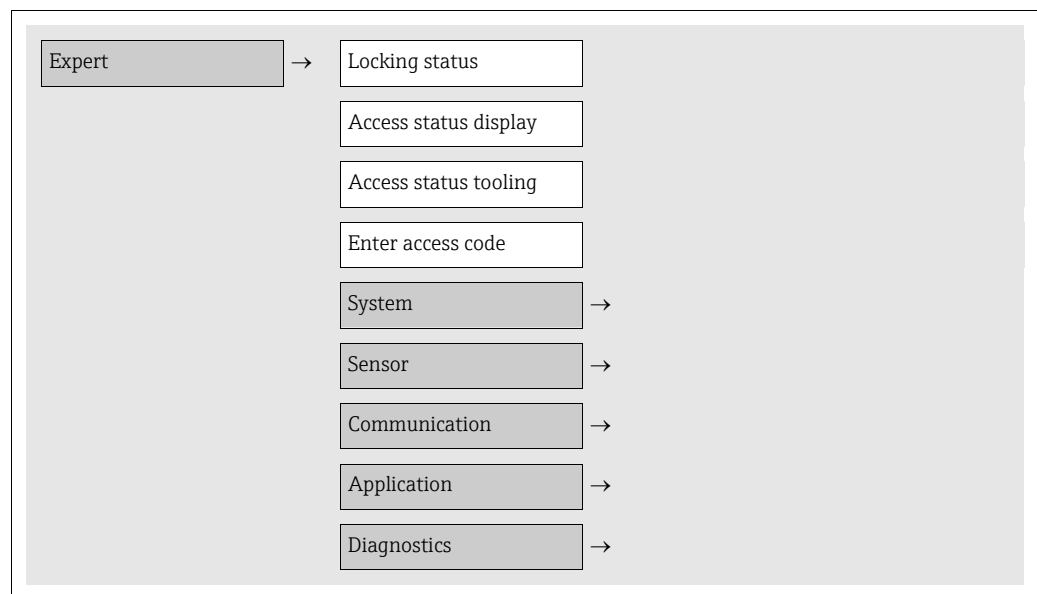 Expert → Locking status
Access status display
Access status tooling
Enter access code
System →
Sensor →
Communication →
Application →
Diagnostics →